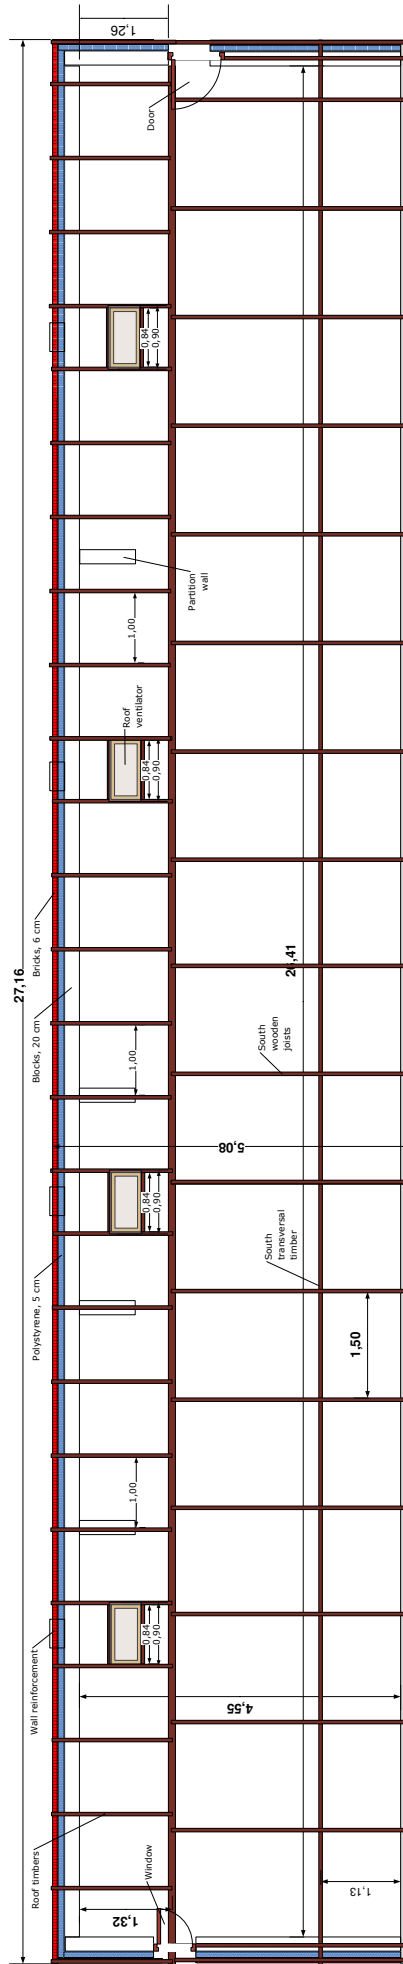 1,26
Door
0,84
0,90
Partition
wall
1,00
Roof
ventilator
0,84
0,90
Bricks, 6 cm
27,16
26,41
Blocks, 20 cm
1,00
South
wooden
joists
5,08
0,84
0,90
South
transversal
timber
Polystyrene, 5 cm
1,50
1,00
0,84
0,90
Wall reinforcement
4,55
Roof timbers
Window
1,32
1,13